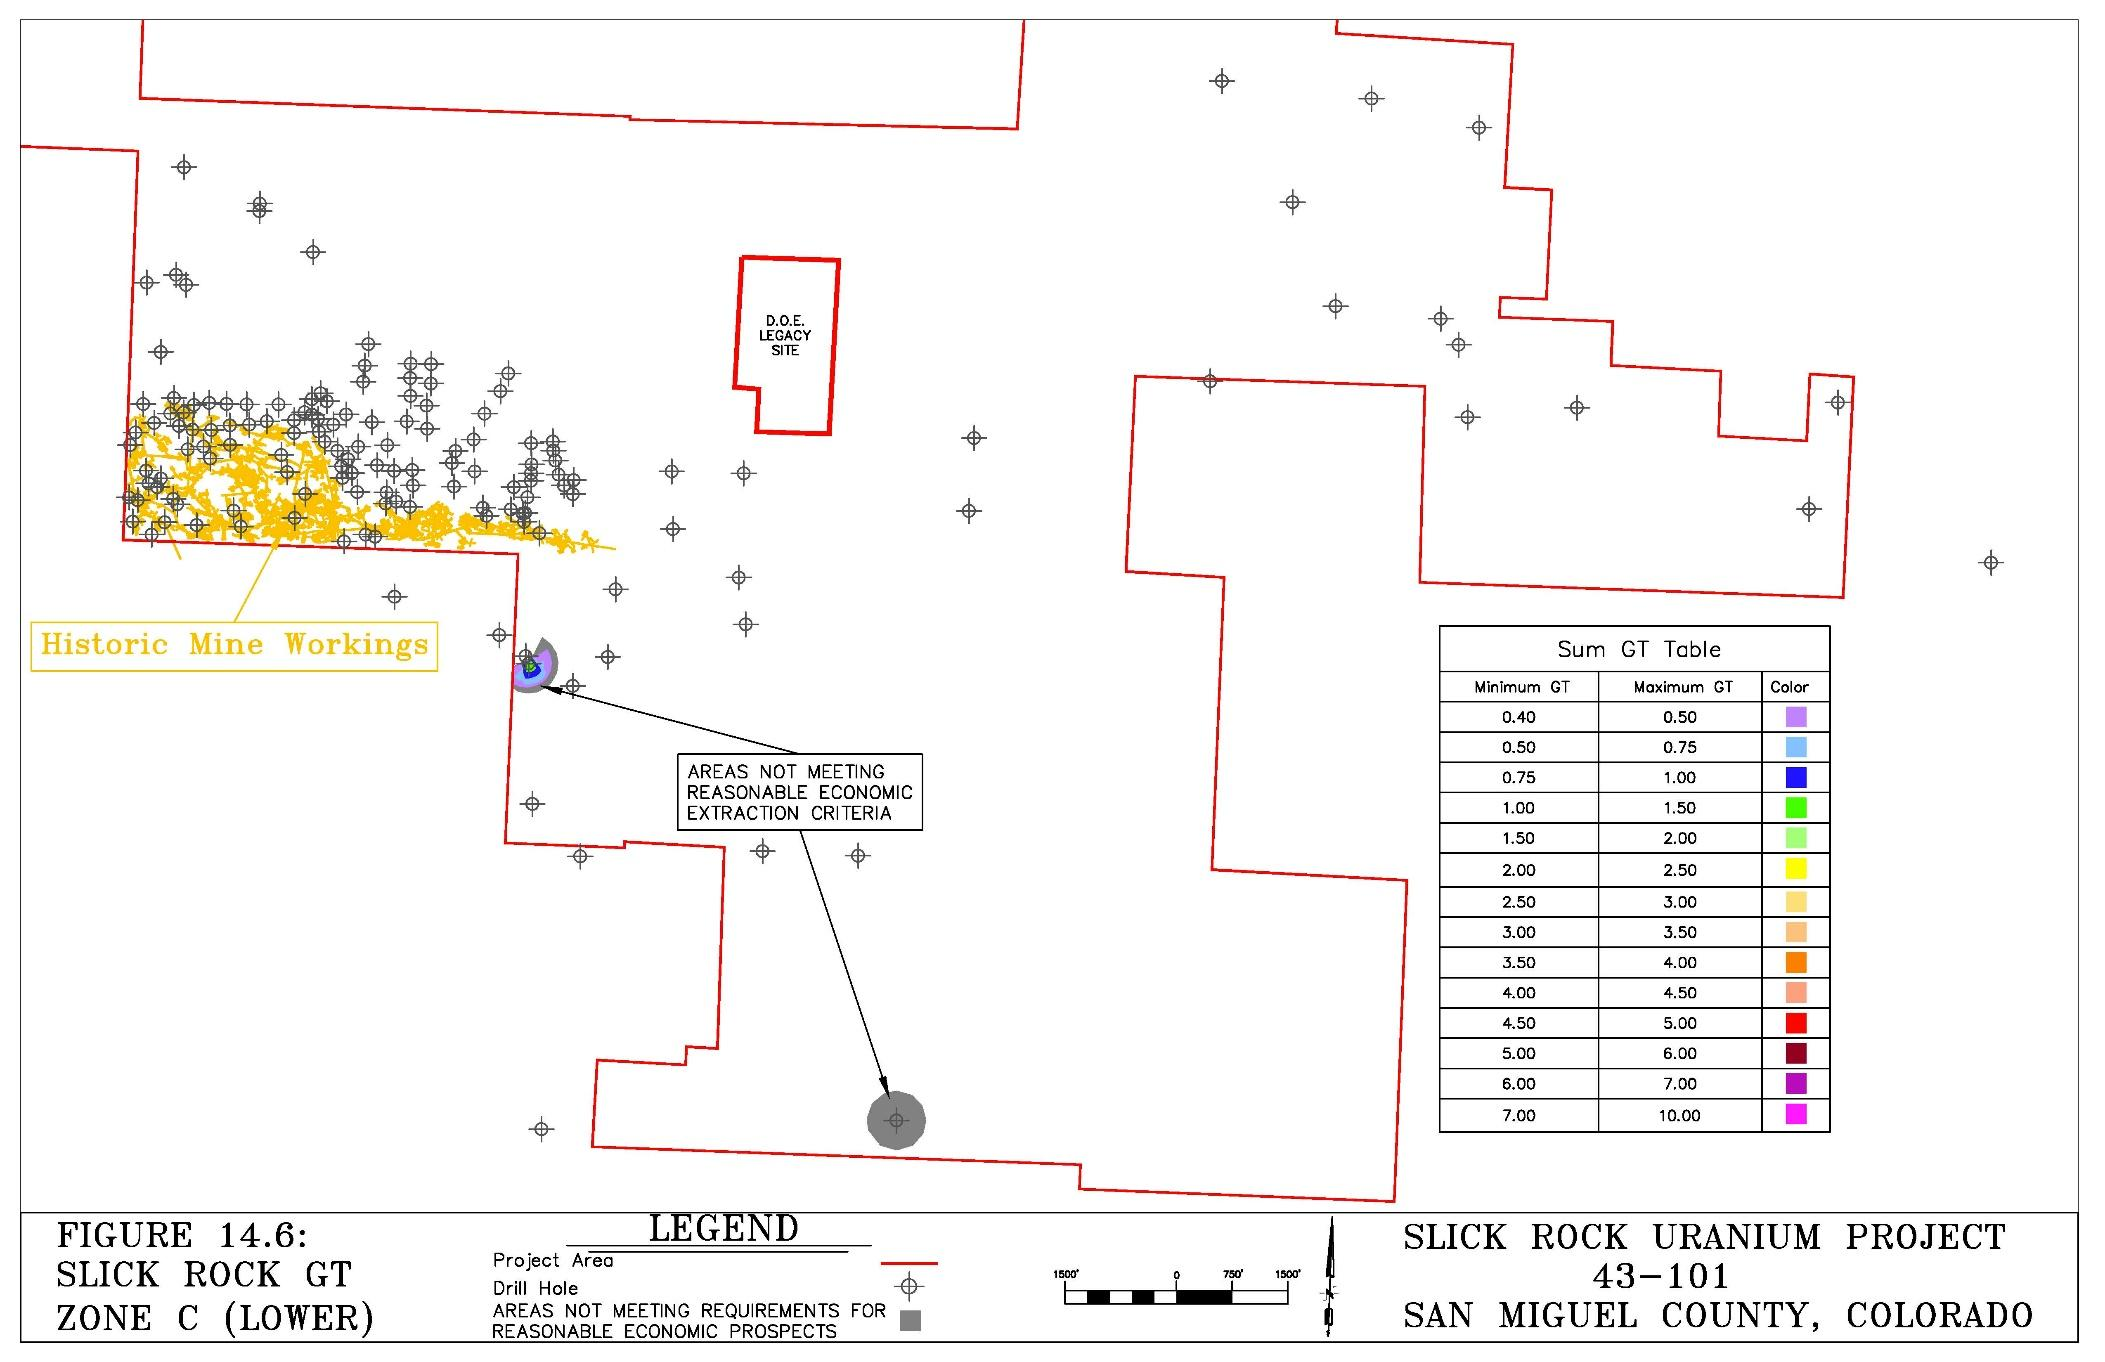 D.O.E.
LEGACY
SITE
Historic Mine Workings
AREAS NOT MEETING
REASONABLE ECONOMIC
EXTRACTION CRITERIA
Sum GT Table
Minimum GT Maximum GT Color
0.40 0.50
0.50 0.75
0.75 1.00
1.00 1.50
1.50 2.00
2.00 2.50
2.50 3.00
3.00 3.50
3.50 4.00
4.00 4.50
4.50 5.00
5.00 6.00
6.00 7.00
7.00 10.00
FIGURE 14.6:
SLICK ROCK GT
ZONE C (LOWER)
LEGEND
Project Area
Drill Hole
AREAS NOT MEETING REQUIREMENTS FOR
REASONABLE ECONOMIC PROSPECTS
1500' 0 750' 1500'
SLICK ROCK URANIUM PROJECT
43-101
SAN MIGUEL COUNTY, COLORADO